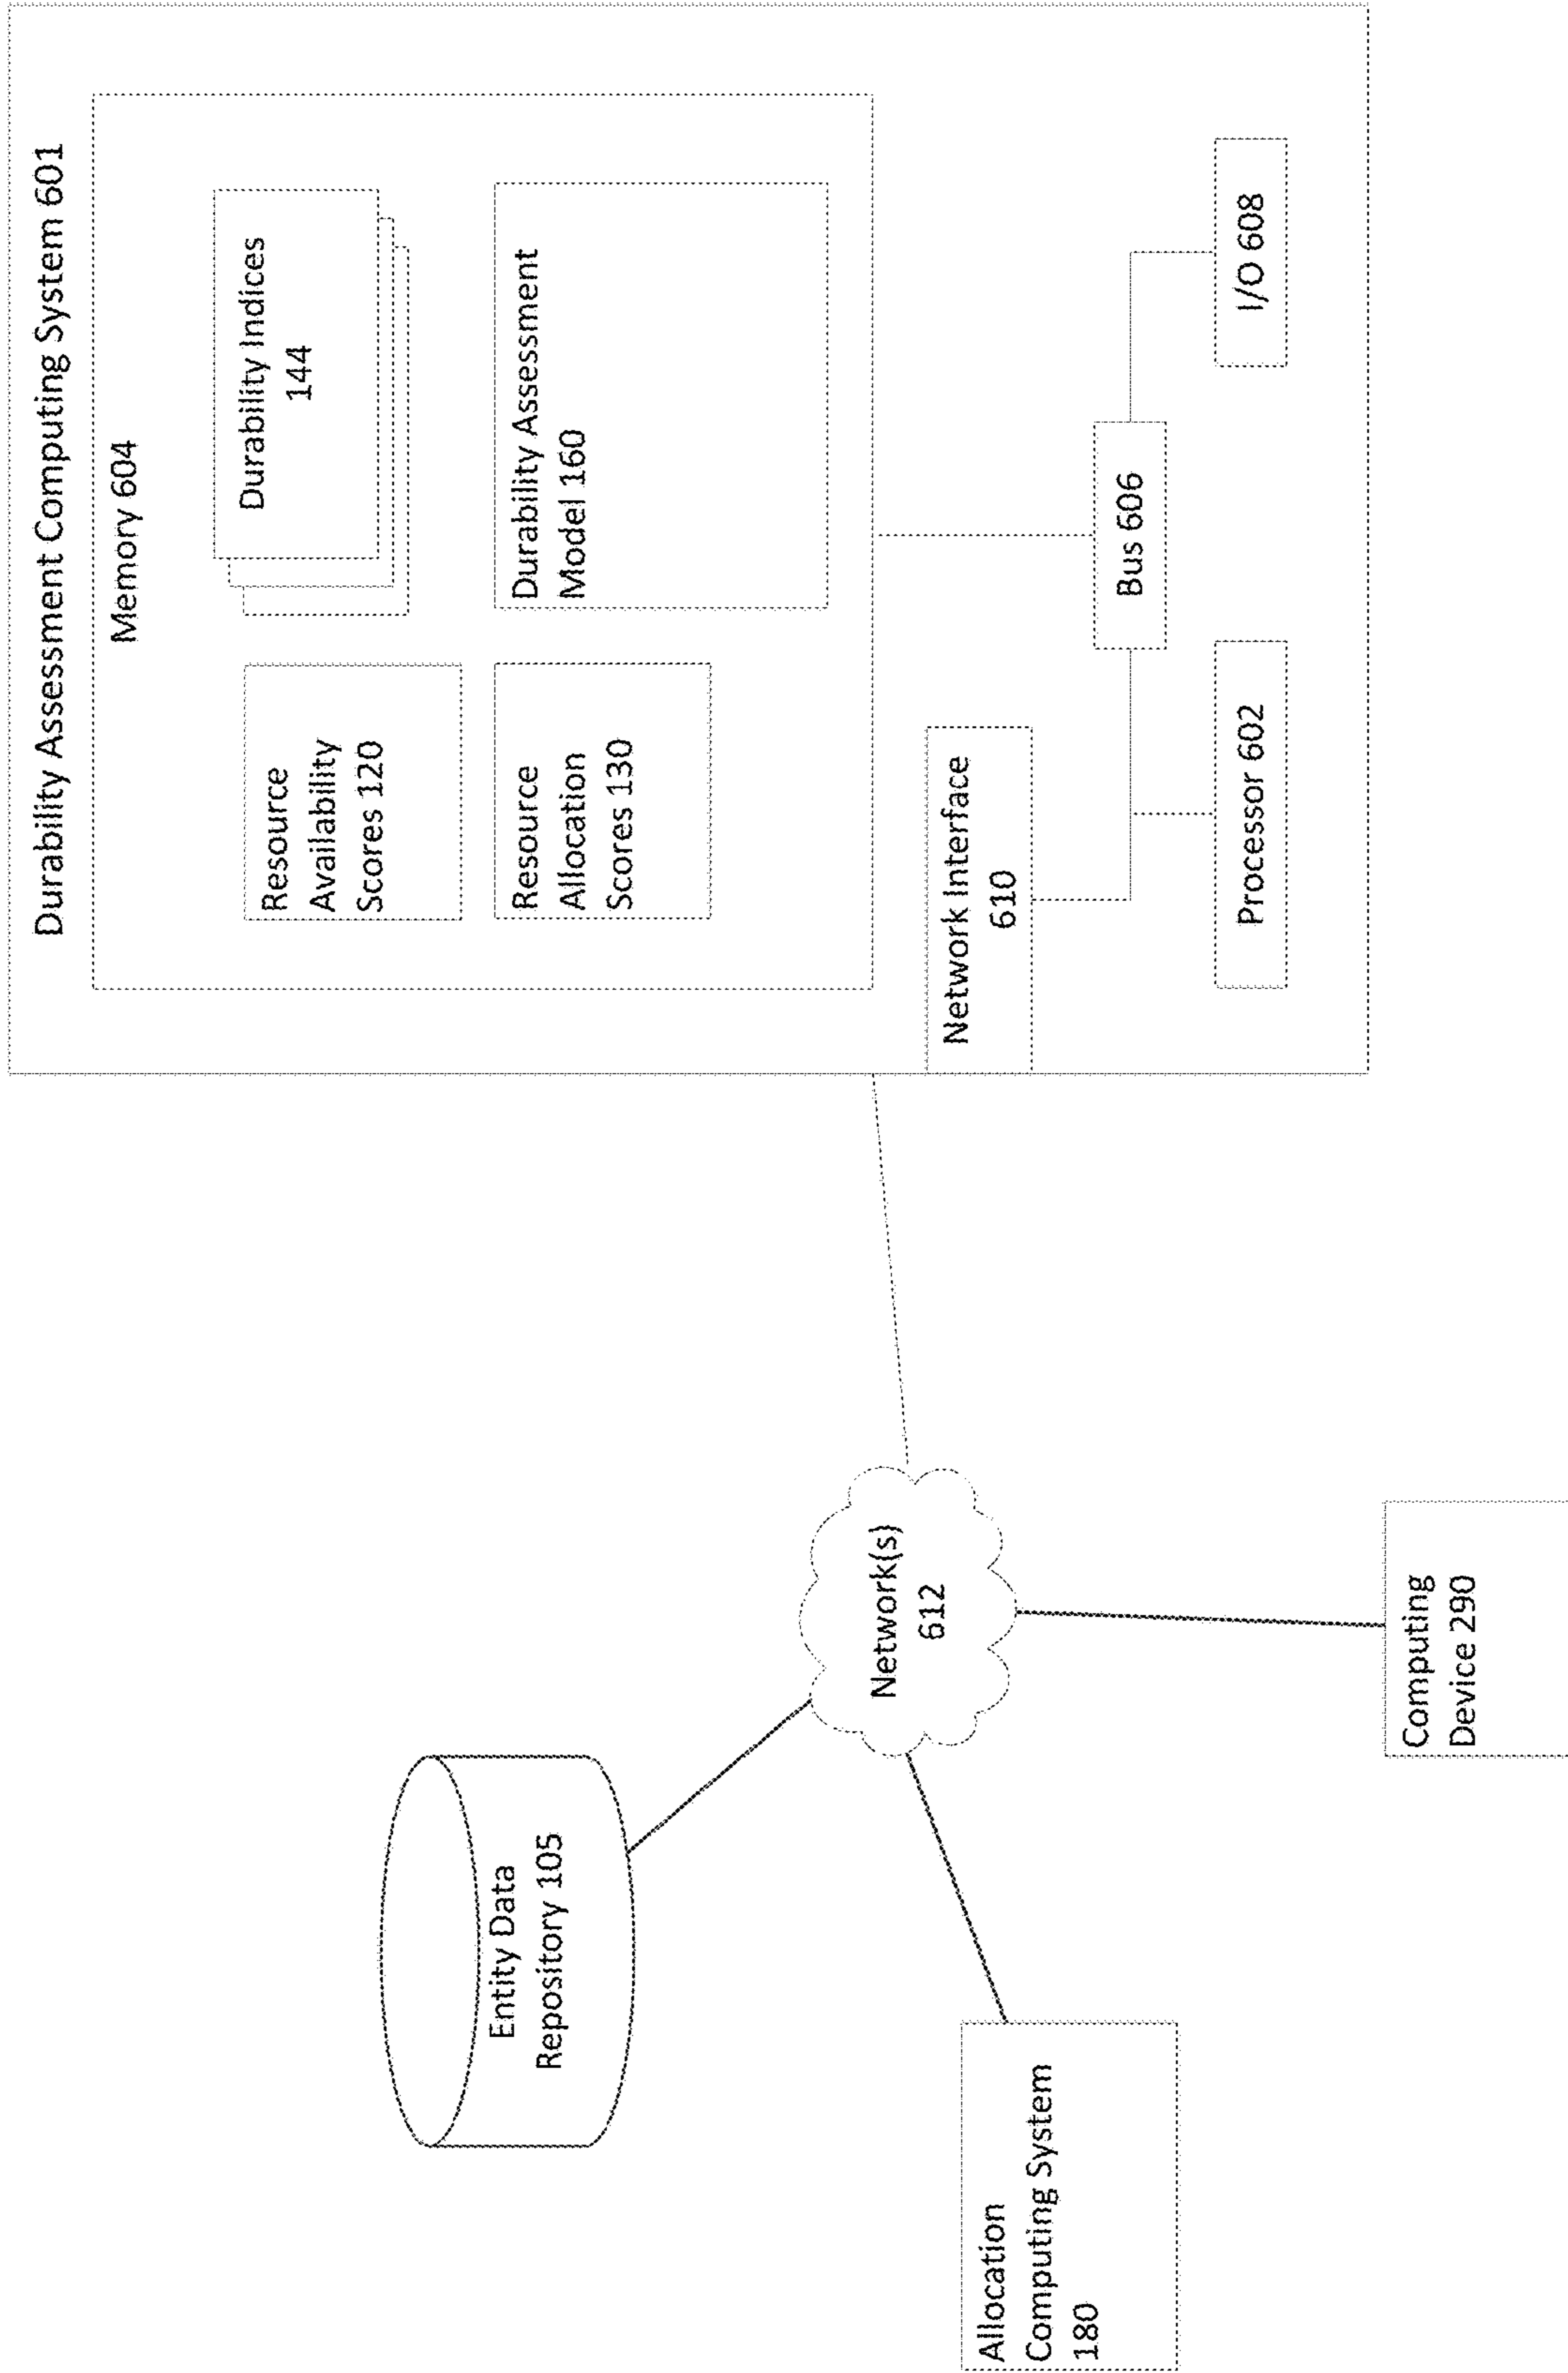 Durability Assessment Computing System 601
Memory 604
Resource
Availability
Scores 120
Durability Indices
144
Resource
Allocation
Scores 130
Durability Assessment
Model 160
Network Interface
610
Bus 606
Processor 602
I/O 608
Entity Data
Repository 105
Network(s)
612
Allocation
Computing System
180
Computing
Device 290